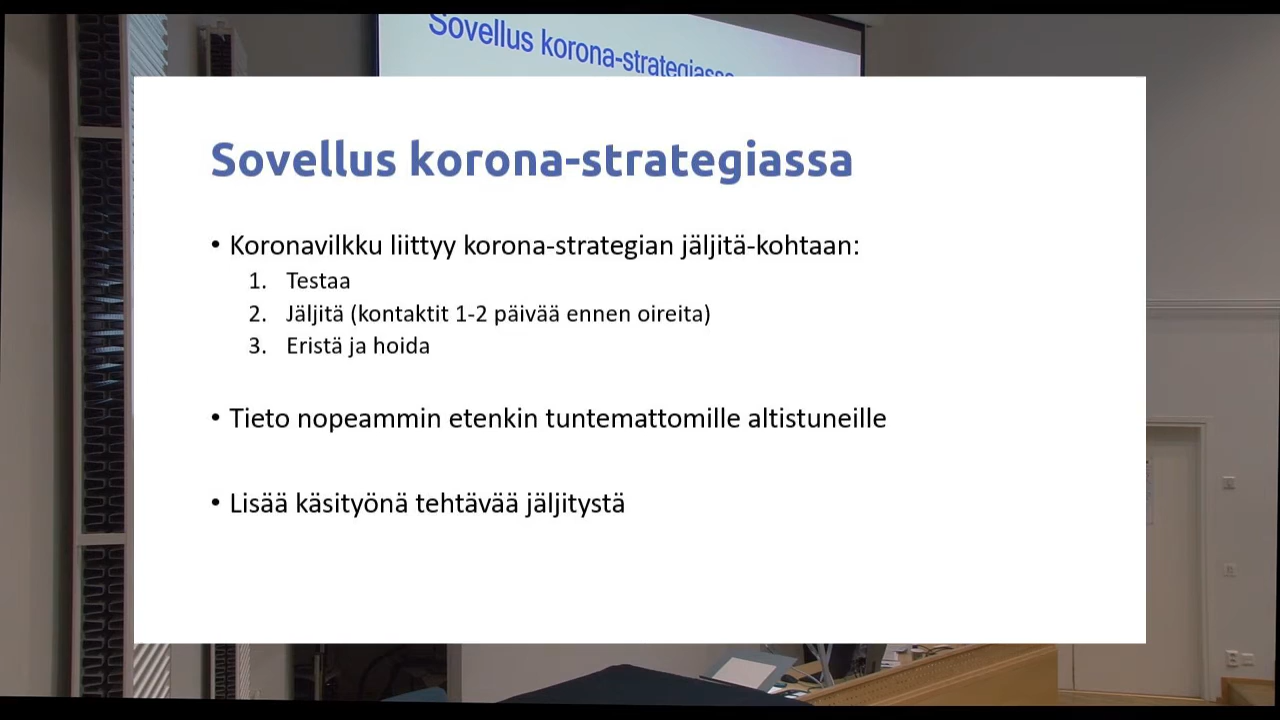 Sovellus korona-strategiassa
Sovellus korona-strategiassa
• Koronavilkku liittyy korona-strategian jäljitä-kohtaan:
1. Testaa
2. Jäljitä (kontaktit 1-2 päivää ennen oireita)
3. Eristä ja hoida
• Tieto nopeammin etenkin tuntemattomille altistuneille
• Lisää käsityönä tehtävää jäljitystä